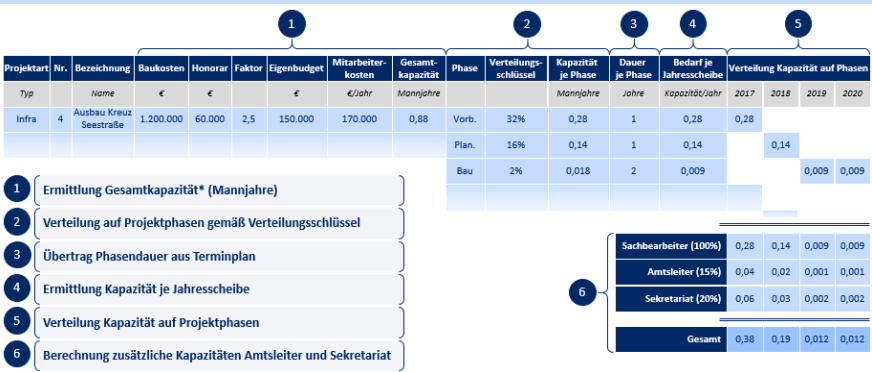 1 2 3 4 5
Projektart Nr. Bezeichnung Baukosten Honorar Faktor Eigenbudget Mitarbeiter-kosten Gesamt-kapazität Phase Verteilungs-schlüssel Kapazität je Phase Dauer je Phase Bedarf je Jahresscheibe Verteilung Kapazität auf Phasen
Typ Name € € € €/Jahr Mannjahre Mannjahre Jahre Kapazität/Jahr 2017 2018 2019 2020
Infra 4 Ausbau Kreuz Seestraße 1.200.000 60.000 2,5 150.000 170.000 0,88 Vorb. 32% 0,28 1 0,28 0,28
Plan. 16% 0,14 1 0,14 0,14
Bau 2% 0,018 2 0,009 0,009 0,009
1 Ermittlung Gesamtkapazität* (Mannjahre)
2 Verteilung auf Projektphasen gemäß Verteilungsschlüssel
3 Übertrag Phasendauer aus Terminplan
4 Ermittlung Kapazität je Jahresscheibe
5 Verteilung Kapazität auf Projektphasen
6 Berechnung zusätzliche Kapazitäten Amtsleiter und Sekretariat
6
Sachbearbeiter (100%) 0,28 0,14 0,009 0,009
Amtsleiter (15%) 0,04 0,02 0,001 0,001
Sekretariat (20%) 0,06 0,03 0,002 0,002
Gesamt 0,38 0,19 0,012 0,012